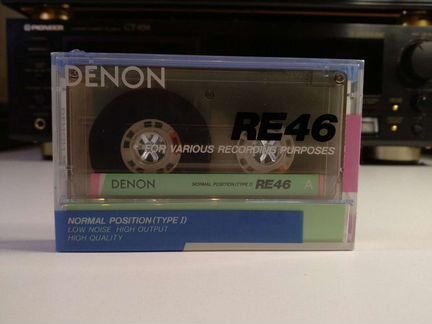 PIONEER
CT-656
DENON
RE46
FOR VARIOUS RECORDING PURPOSES
DENON NORMAL POSITION (TYPE I) RE46 A
NORMAL POSITION (TYPE I)
LOW NOISE HIGH OUTPUT
HIGH QUALITY